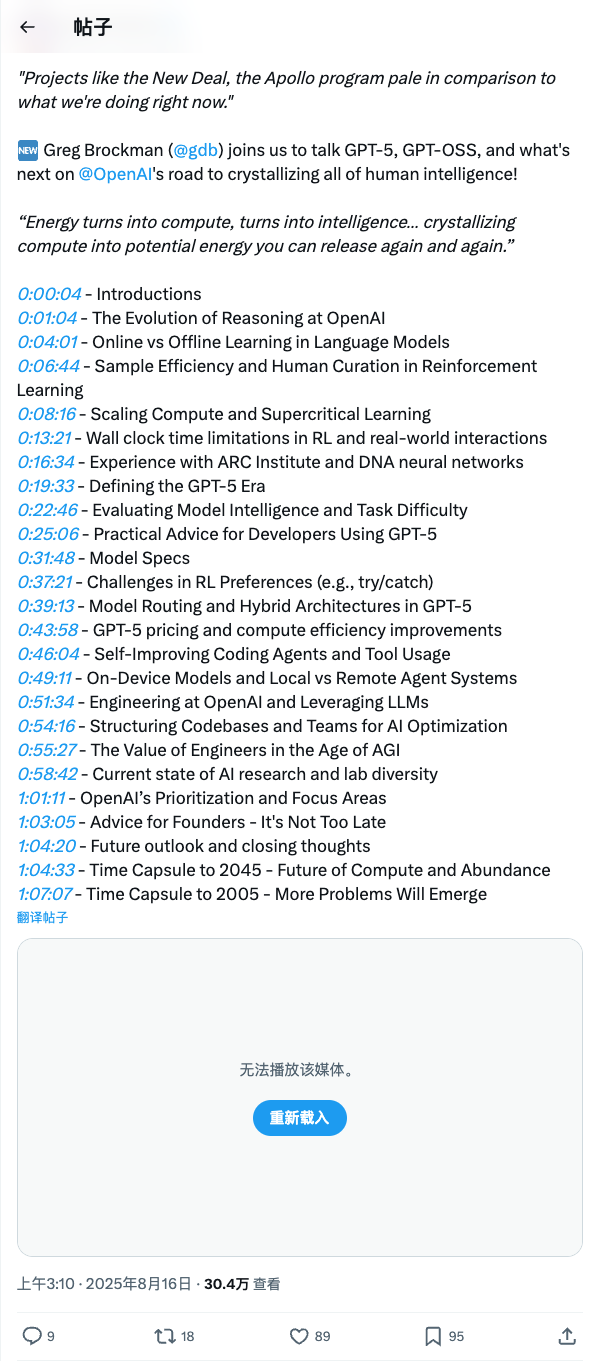 帖子
"Projects like the New Deal, the Apollo program pale in comparison to
what we're doing right now."
NEW Greg Brockman (@gdb) joins us to talk GPT-5, GPT-OSS, and what's
next on @OpenAI's road to crystallizing all of human intelligence!
“Energy turns into compute, turns into intelligence... crystallizing
compute into potential energy you can release again and again.”
0:00:04 - Introductions
0:01:04 - The Evolution of Reasoning at OpenAI
0:04:01 - Online vs Offline Learning in Language Models
0:06:44 - Sample Efficiency and Human Curation in Reinforcement
Learning
0:08:16 - Scaling Compute and Supercritical Learning
0:13:21 - Wall clock time limitations in RL and real-world interactions
0:16:34 - Experience with ARC Institute and DNA neural networks
0:19:33 - Defining the GPT-5 Era
0:22:46 - Evaluating Model Intelligence and Task Difficulty
0:25:06 - Practical Advice for Developers Using GPT-5
0:31:48 - Model Specs
0:37:21 - Challenges in RL Preferences (e.g., try/catch)
0:39:13 - Model Routing and Hybrid Architectures in GPT-5
0:43:58 - GPT-5 pricing and compute efficiency improvements
0:46:04 - Self-Improving Coding Agents and Tool Usage
0:49:11 - On-Device Models and Local vs Remote Agent Systems
0:51:34 - Engineering at OpenAI and Leveraging LLMs
0:54:16 - Structuring Codebases and Teams for AI Optimization
0:55:27 - The Value of Engineers in the Age of AGI
0:58:42 - Current state of AI research and lab diversity
1:01:11 - OpenAI’s Prioritization and Focus Areas
1:03:05 - Advice for Founders - It's Not Too Late
1:04:20 - Future outlook and closing thoughts
1:04:33 - Time Capsule to 2045 - Future of Compute and Abundance
1:07:07 - Time Capsule to 2005 - More Problems Will Emerge
翻译帖子
无法播放该媒体。
重新载入
上午3:10 · 2025年8月16日 · 30.4万 查看
9 18 89 95